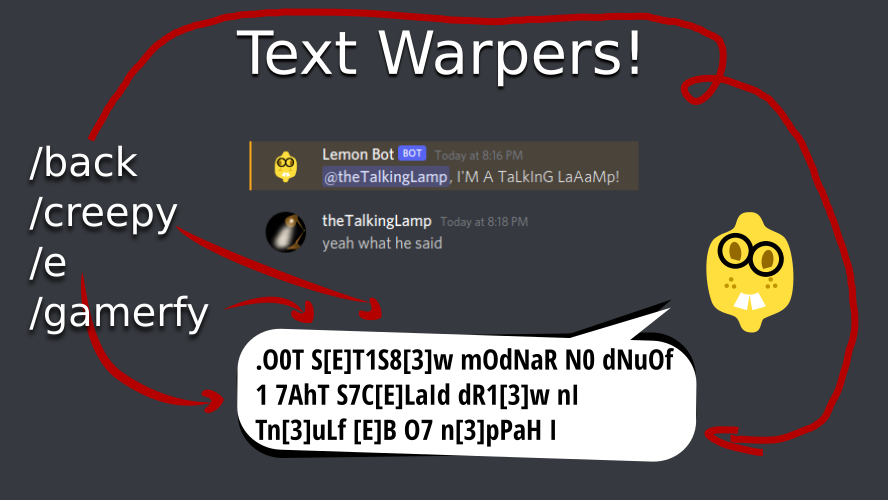 Text Warpers!
/back
/creepy
/e
/gamerfy
Lemon Bot BOT Today at 8:16 PM
@theTalkingLamp, I'M A TaLkInG LaAaMp!
theTalkingLamp Today at 8:18 PM
yeah what he said
.O0T S[E]T1S8[3]w mOdNaR N0 dNuOf
1 7AhT S7C[E]LaId dR1[3]w nI
Tn[3]uLf [E]B O7 n[3]pPaH I